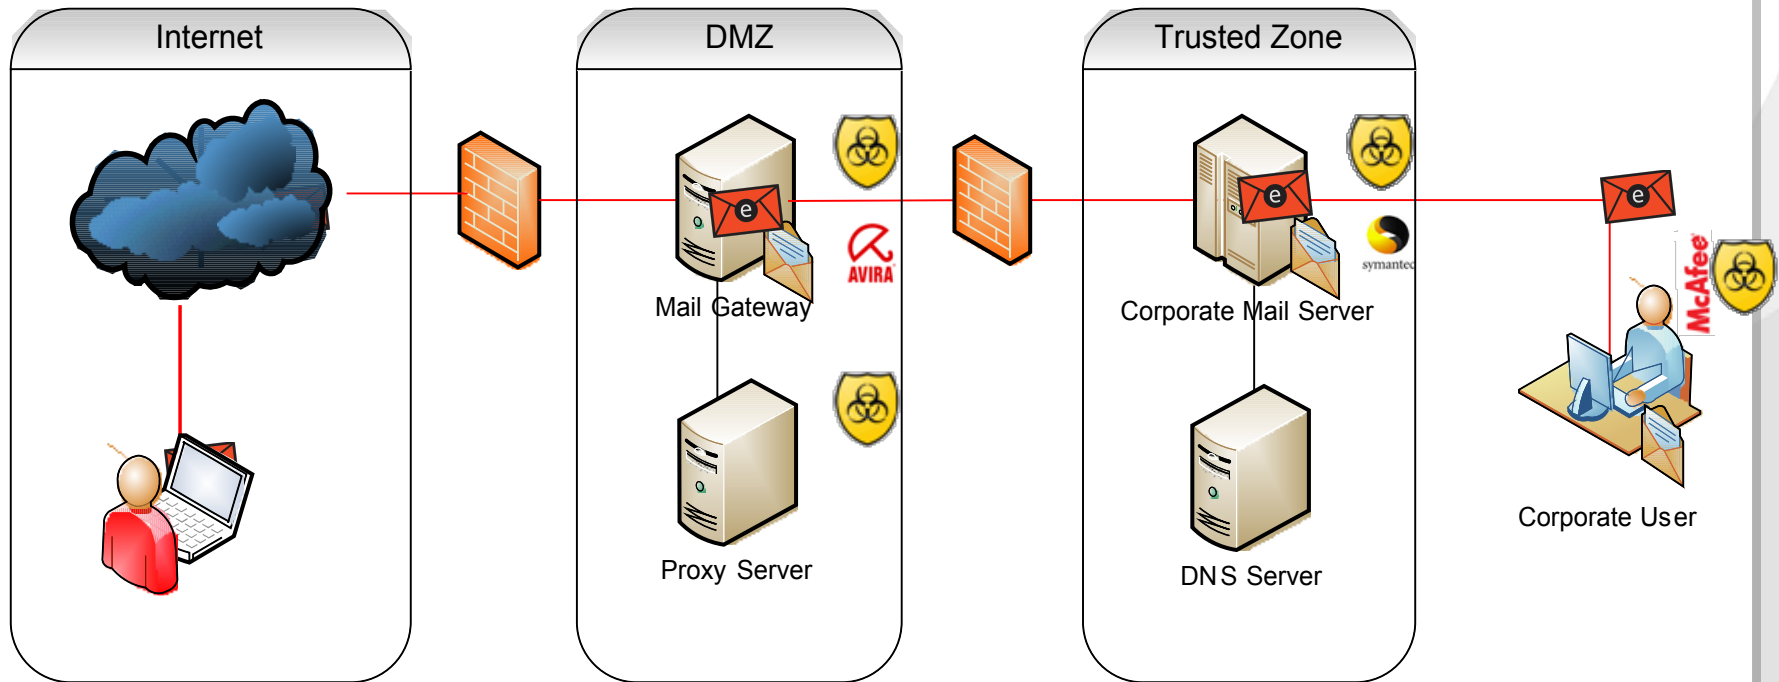 Internet
DMZ
Trusted Zone
e
e
e
AVIRA
symantec
McAfee
Mail Gateway
Corporate Mail Server
Proxy Server
DNS Server
Corporate User